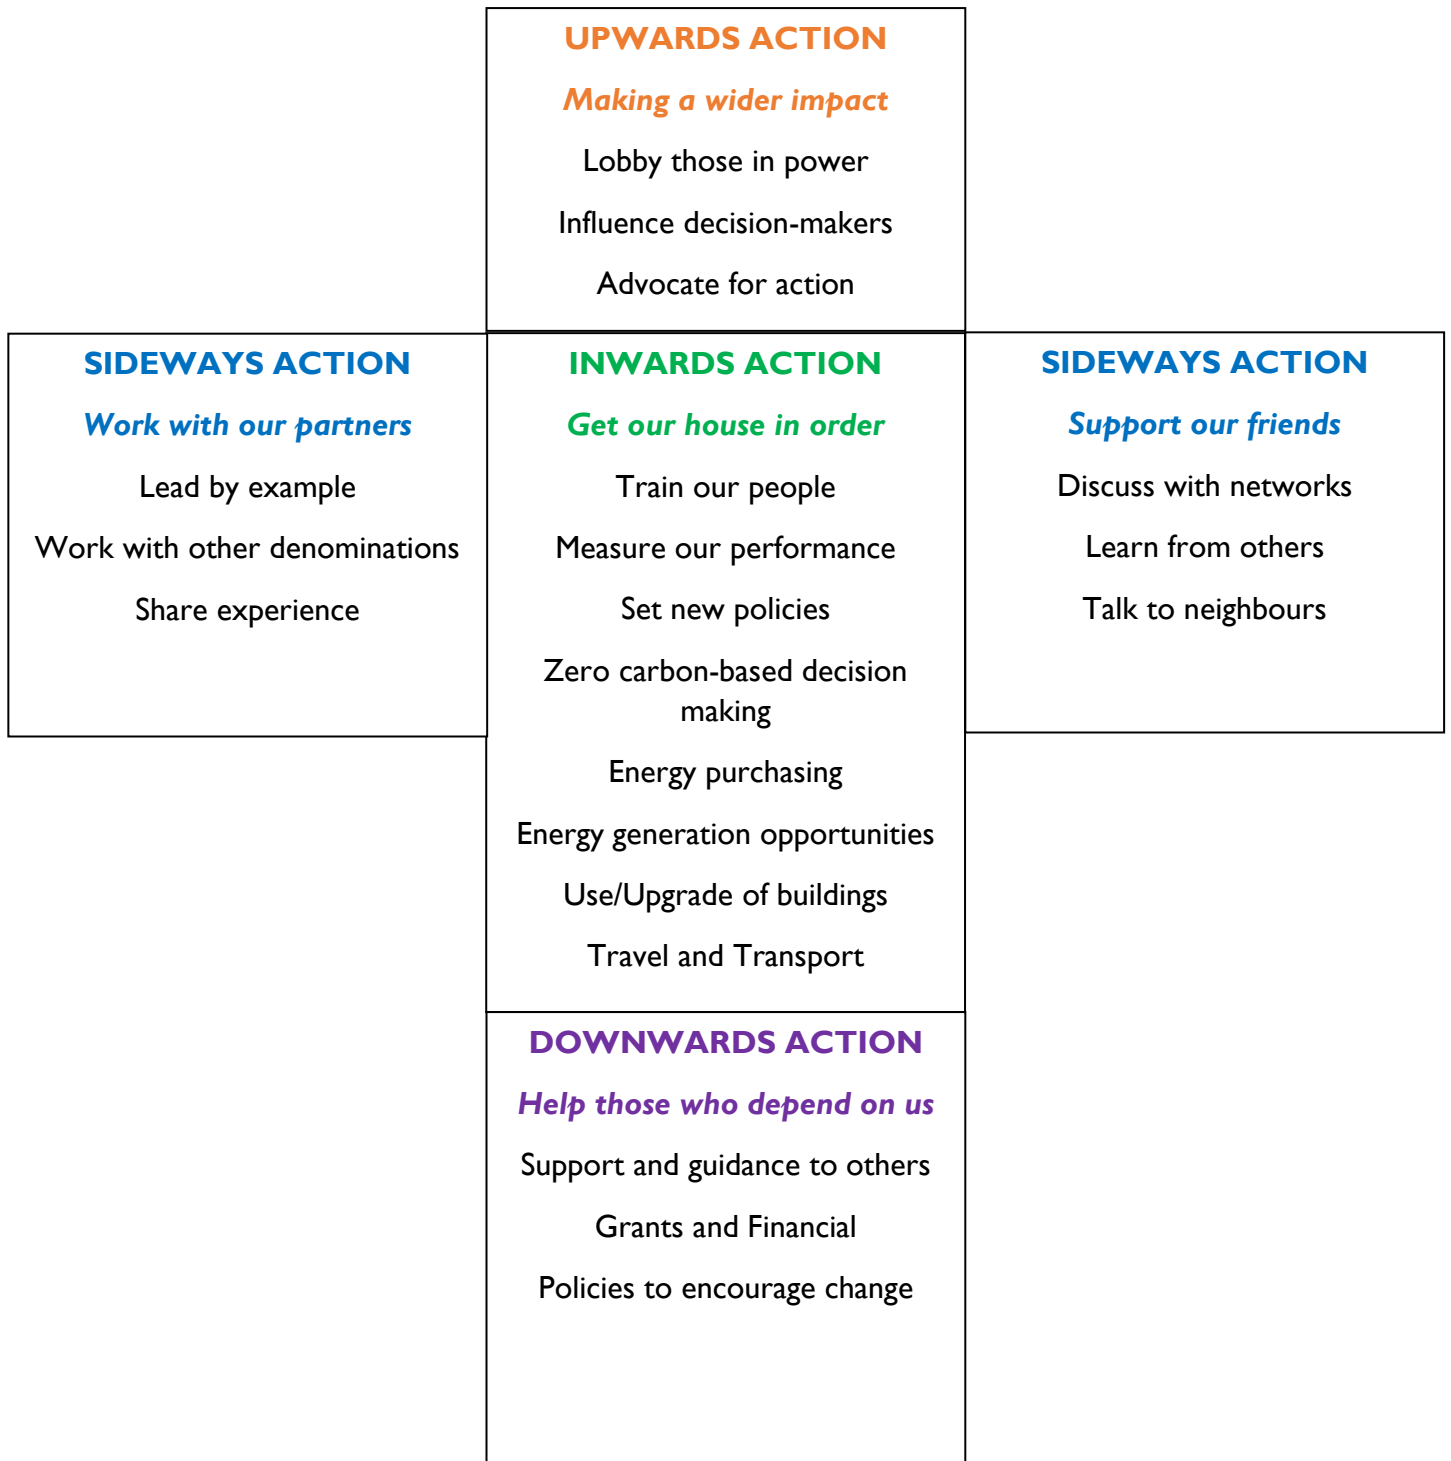 UPWARDS ACTION
Making a wider impact
Lobby those in power
Influence decision-makers
Advocate for action
SIDEWAYS ACTION
Work with our partners
Lead by example
Work with other denominations
Share experience
INWARDS ACTION
Get our house in order
Train our people
Measure our performance
Set new policies
Zero carbon-based decision
making
Energy purchasing
Energy generation opportunities
Use/Upgrade of buildings
Travel and Transport
SIDEWAYS ACTION
Support our friends
Discuss with networks
Learn from others
Talk to neighbours
DOWNWARDS ACTION
Help those who depend on us
Support and guidance to others
Grants and Financial
Policies to encourage change